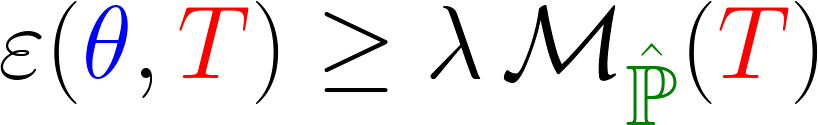 ε(θ, T) ≥ λ ℳ_ℙ̂(T)